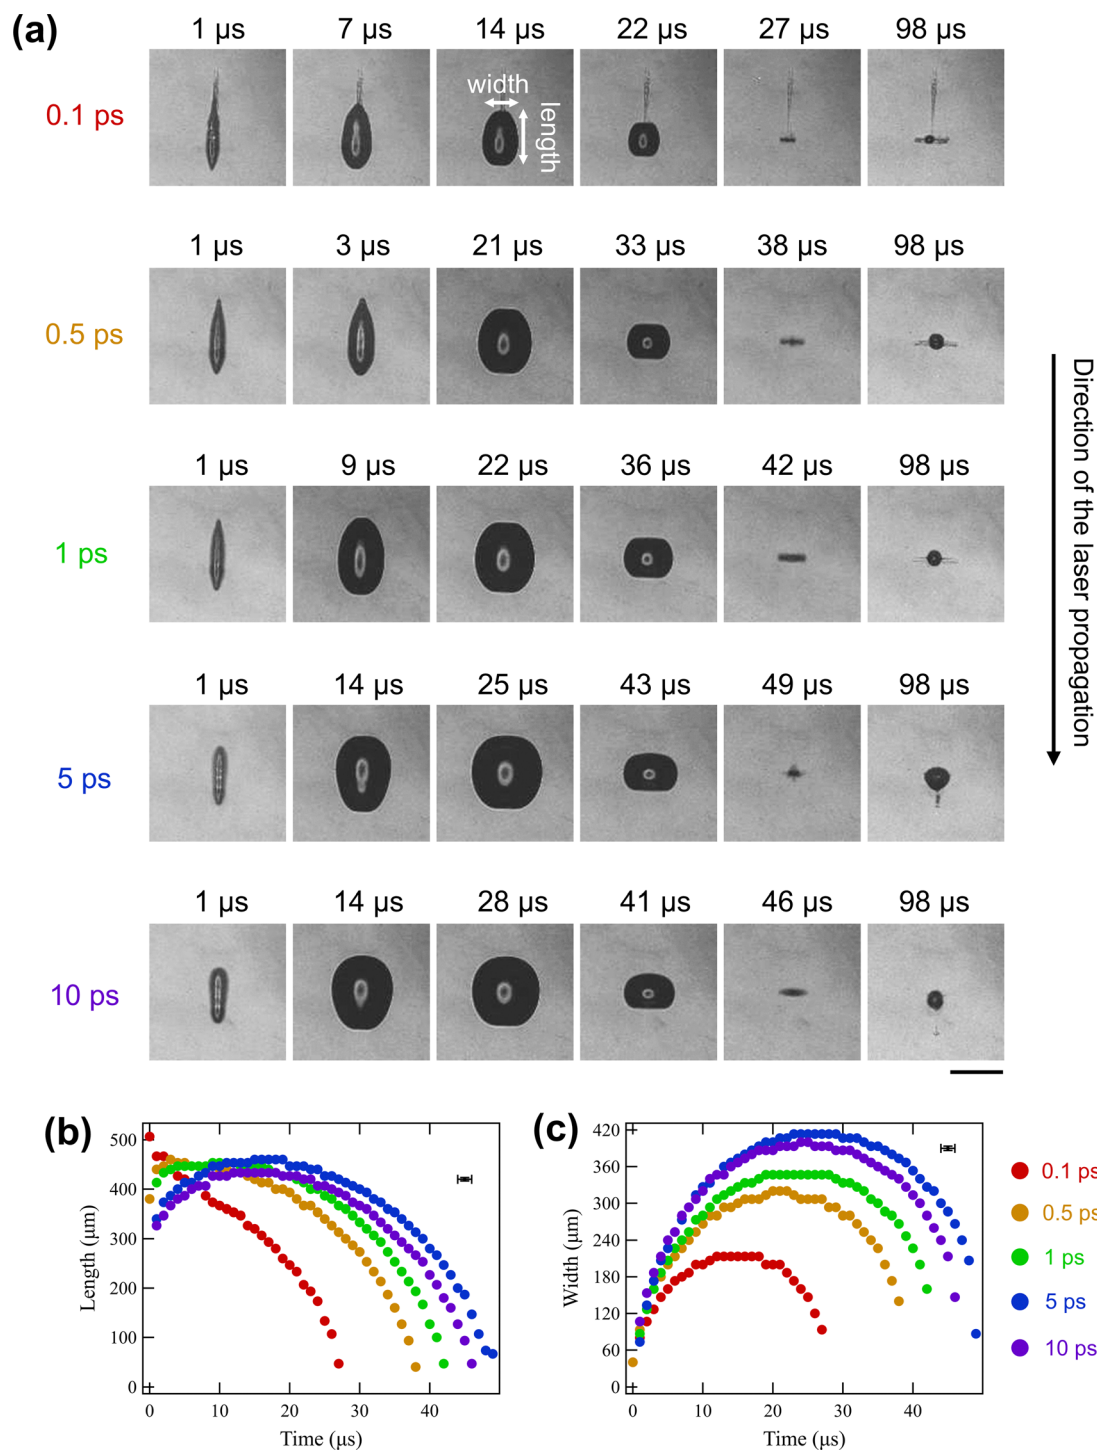 (a)
1 µs 7 µs 14 µs 22 µs 27 µs 98 µs
0.1 ps
width
length
1 µs 3 µs 21 µs 33 µs 38 µs 98 µs
0.5 ps
1 µs 9 µs 22 µs 36 µs 42 µs 98 µs
1 ps
1 µs 14 µs 25 µs 43 µs 49 µs 98 µs
5 ps
1 µs 14 µs 28 µs 41 µs 46 µs 98 µs
10 ps
Direction of the laser propagation
(b)
Length (µm)
500
400
300
200
100
0
0 10 20 30 40
Time (µs)
(c)
Width (µm)
420
360
300
240
180
120
60
0
0 10 20 30 40
Time (µs)
0.1 ps
0.5 ps
1 ps
5 ps
10 ps